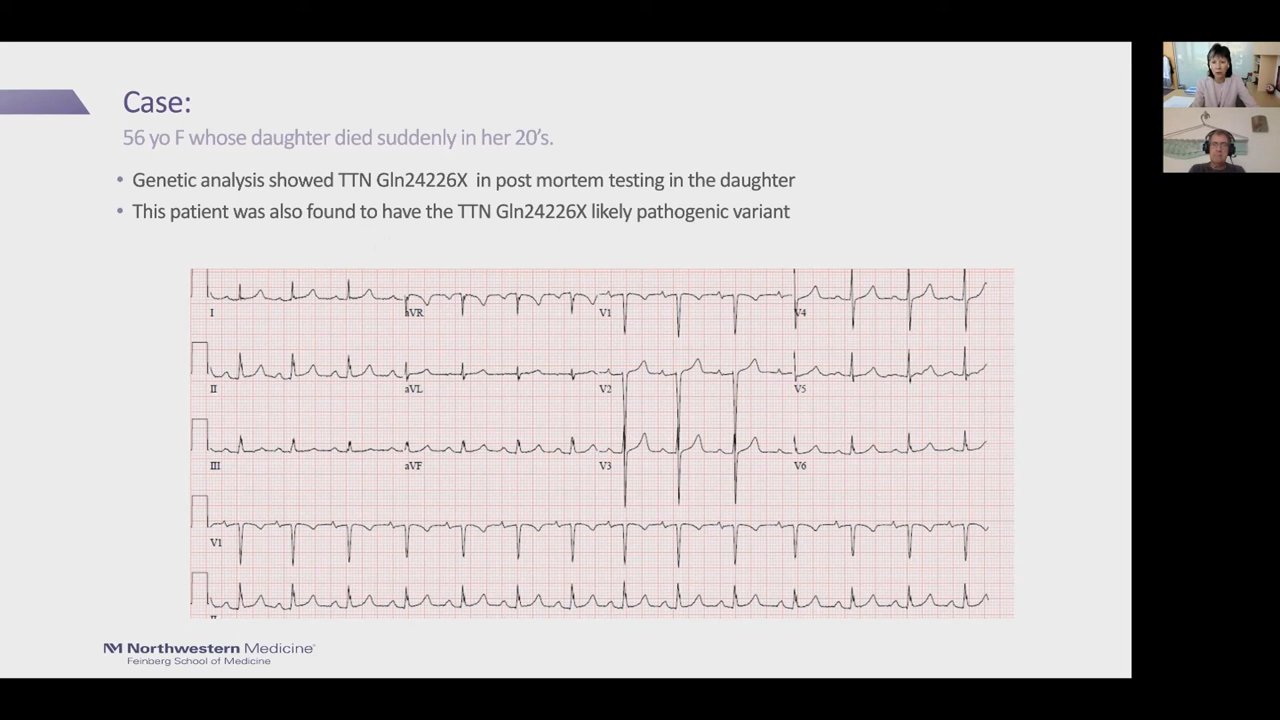 Case:
56 yo F whose daughter died suddenly in her 20's.
• Genetic analysis showed TTN Gln24226X in post mortem testing in the daughter
• This patient was also found to have the TTN Gln24226X likely pathogenic variant
I aVR V1 V4
II aVL V2 V5
III aVF V3 V6
V1
Northwestern Medicine®
Feinberg School of Medicine